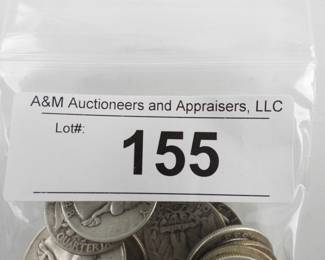 A&M Auctioneers and Appraisers, LLC
Lot#:
155
QUARTER